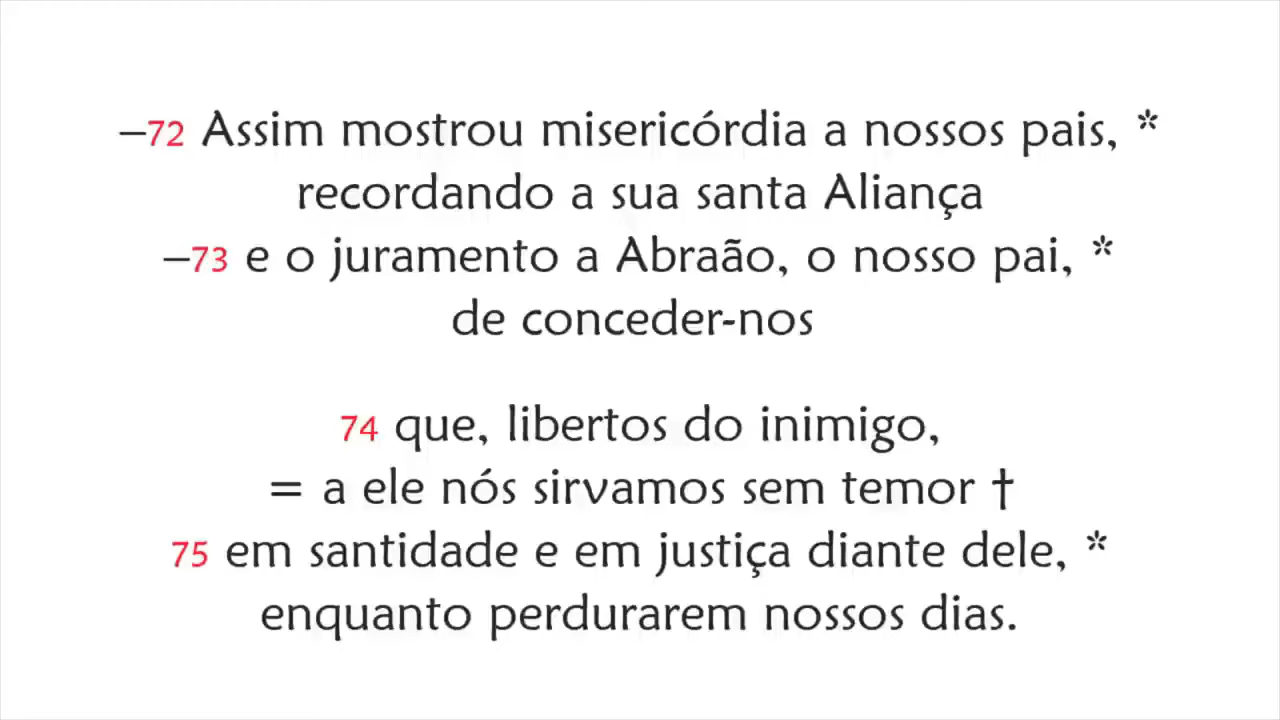 –72 Assim mostrou misericórdia a nossos pais, *
recordando a sua santa Aliança
–73 e o juramento a Abraão, o nosso pai, *
de conceder-nos
74 que, libertos do inimigo,
= a ele nós sirvamos sem temor †
75 em santidade e em justiça diante dele, *
enquanto perdurarem nossos dias.